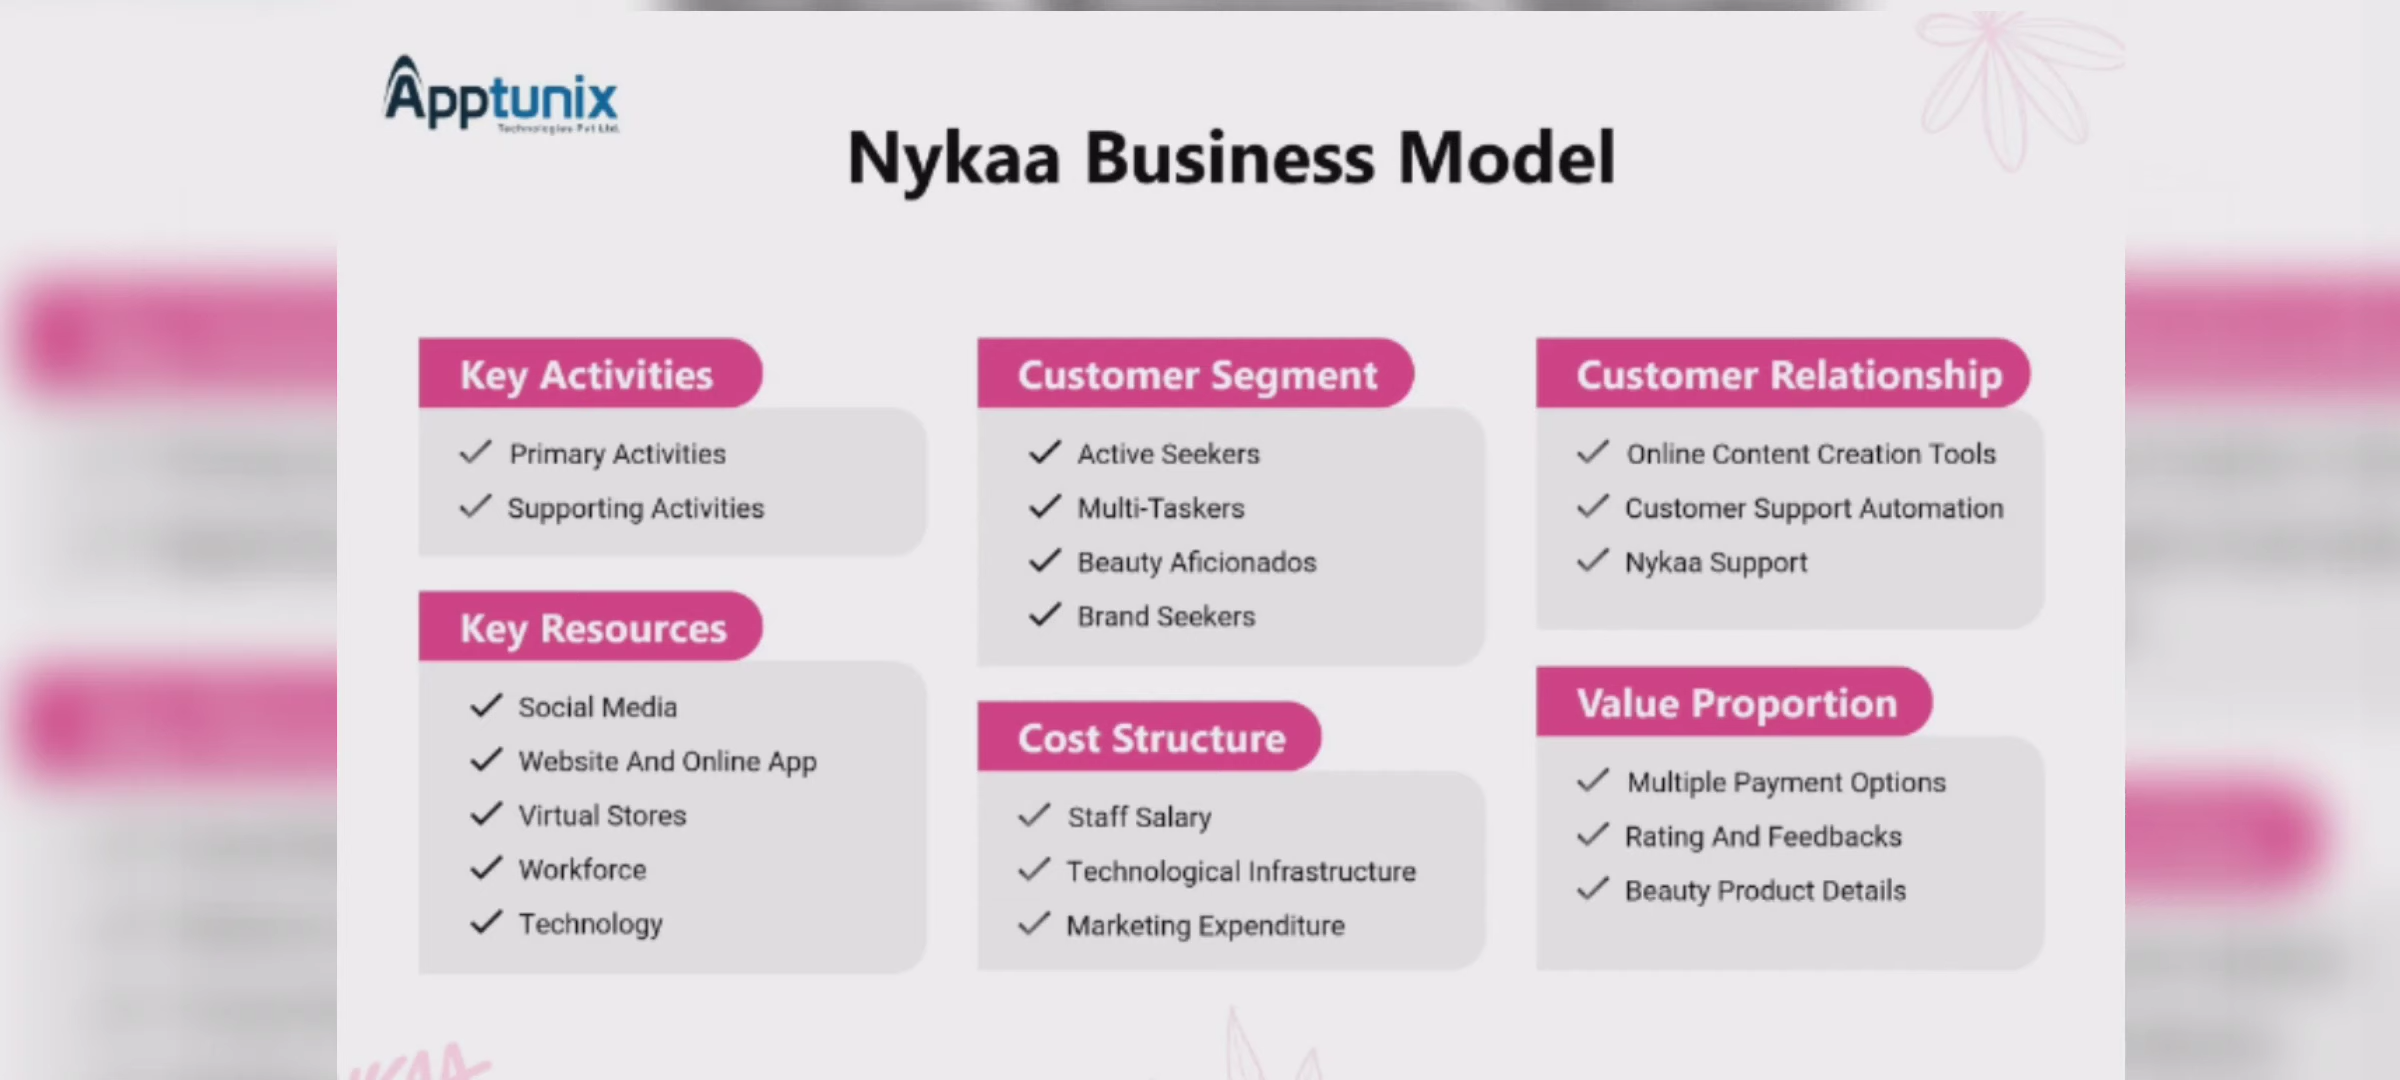 Apptunix
Technologies Pvt Ltd.
Nykaa Business Model
Key Activities
Primary Activities
Supporting Activities
Key Resources
Social Media
Website And Online App
Virtual Stores
Workforce
Technology
Customer Segment
Active Seekers
Multi-Taskers
Beauty Aficionados
Brand Seekers
Cost Structure
Staff Salary
Technological Infrastructure
Marketing Expenditure
Customer Relationship
Online Content Creation Tools
Customer Support Automation
Nykaa Support
Value Proportion
Multiple Payment Options
Rating And Feedbacks
Beauty Product Details